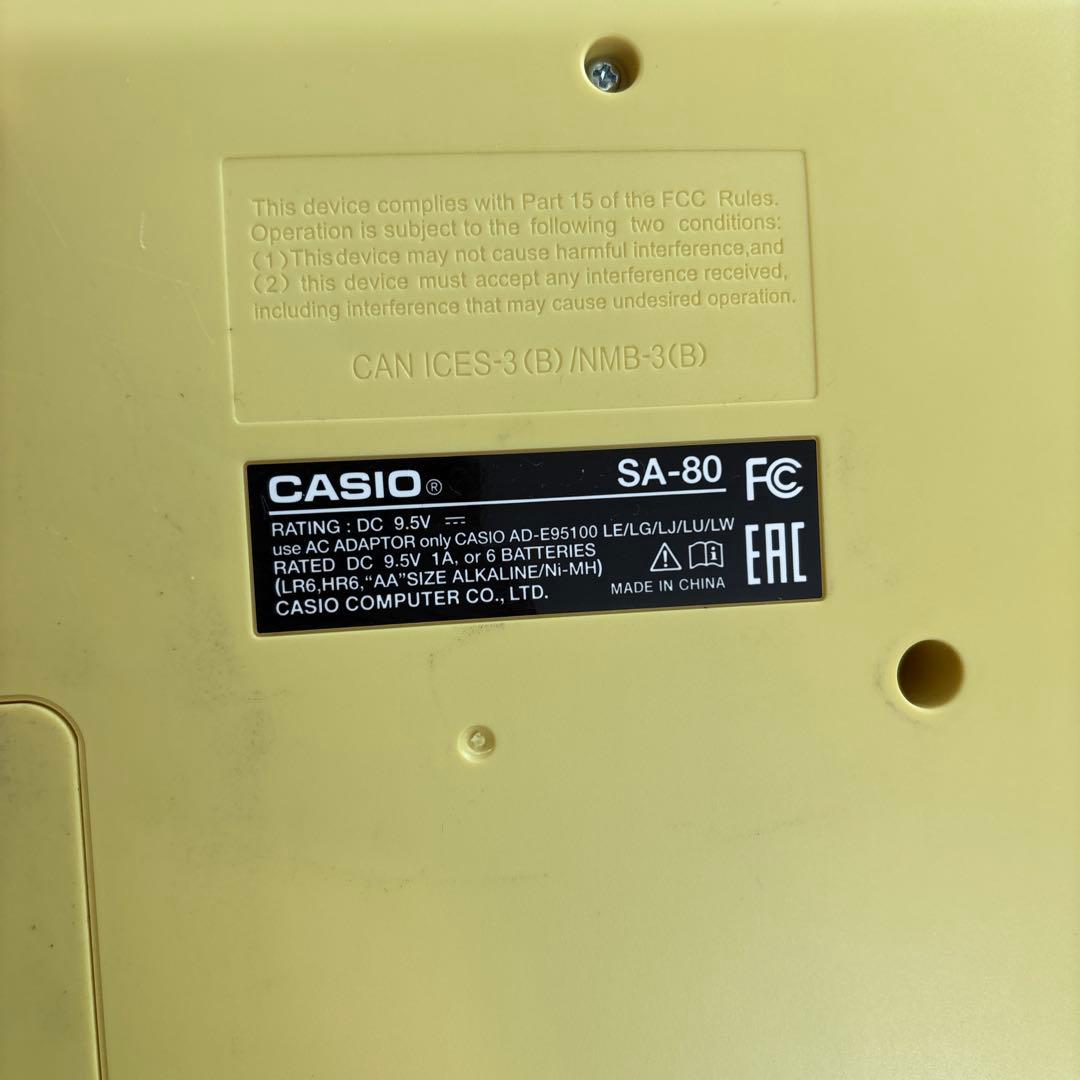 This device complies with Part 15 of the FCC Rules.
Operation is subject to the following two conditions:
(1)This device may not cause harmful interference,and
(2) this device must accept any interference received,
including interference that may cause undesired operation.
CAN ICES-3(B)/NMB-3(B)
CASIO® SA-80 FC
RATING : DC 9.5V ⎓
use AC ADAPTOR only CASIO AD-E95100 LE/LG/LJ/LU/LW
RATED DC 9.5V 1A, or 6 BATTERIES
(LR6,HR6,“AA”SIZE ALKALINE/Ni-MH)
CASIO COMPUTER CO., LTD. MADE IN CHINA
EAC